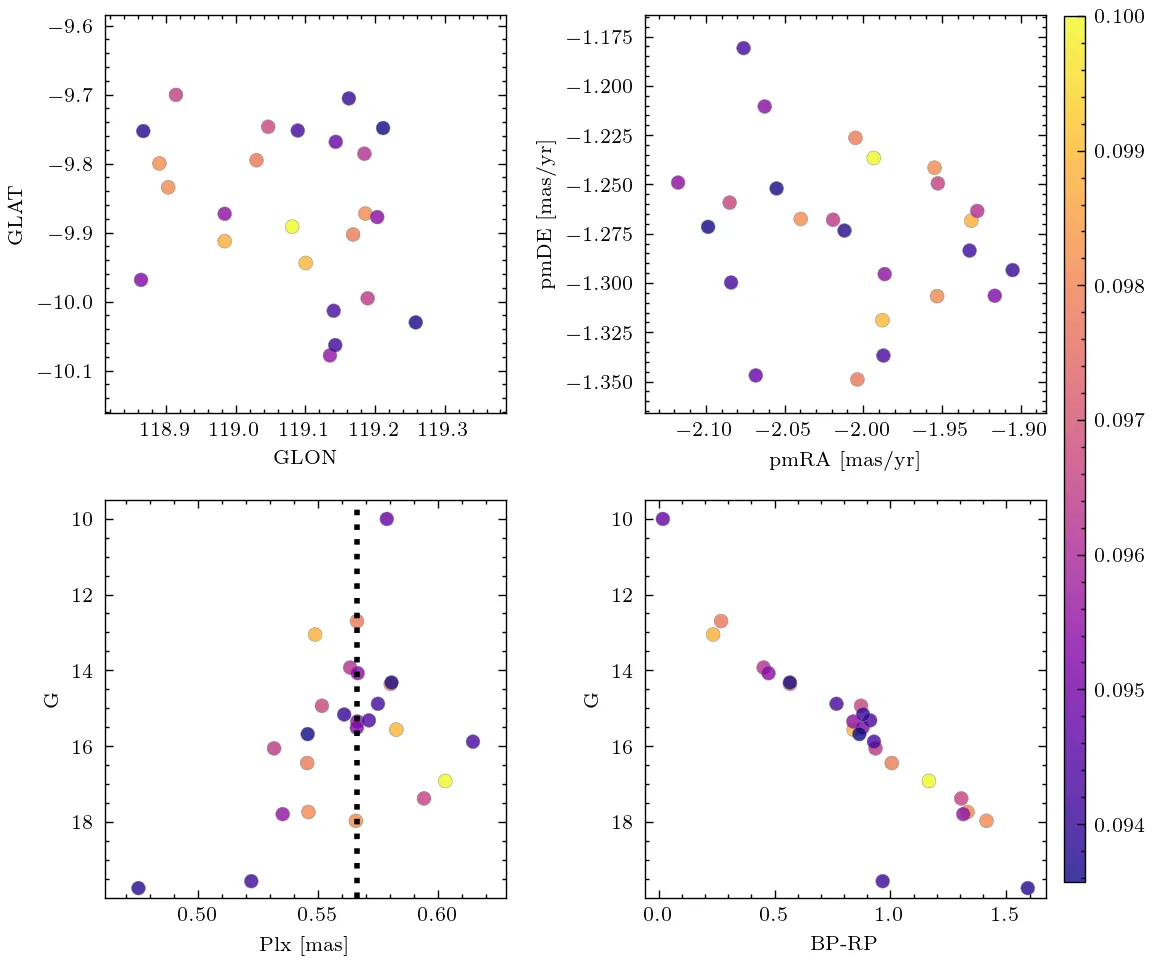 −9.6
−9.7
−9.8
−9.9
−10.0
−10.1
GLAT
118.9 119.0 119.1 119.2 119.3
GLON
−1.175
−1.200
−1.225
−1.250
−1.275
−1.300
−1.325
−1.350
pmDE [mas/yr]
−2.10 −2.05 −2.00 −1.95 −1.90
pmRA [mas/yr]
10
12
14
16
18
G
0.50 0.55 0.60
Plx [mas]
10
12
14
16
18
G
0.0 0.5 1.0 1.5
BP-RP
0.100
0.099
0.098
0.097
0.096
0.095
0.094